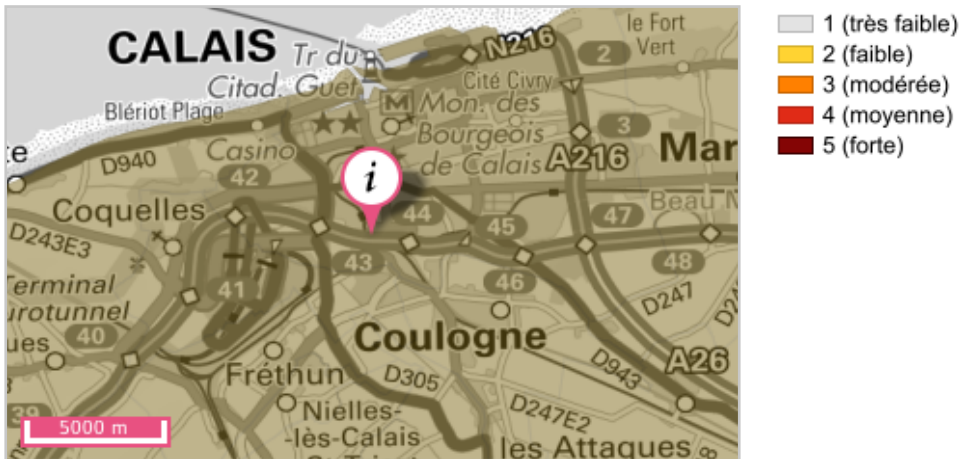 CALAIS
Tr du
Guet
Citad.
N216
2
le Fort
Vert
Cité Civry
Blériot Plage
M
Mon. des
Bourgeois
de Calais
3
A216
Mar
D940
Casino
42
i
44
45
47
Beau M
Coquelles
D243E3
43
46
48
Terminal
urotunnel
41
40
ues
D247
Coulogne
A26
Fréthun
D305
D943
39
Nielles-
-lès-Calais
D247E2
les Attaques
5000 m
1 (très faible)
2 (faible)
3 (modérée)
4 (moyenne)
5 (forte)